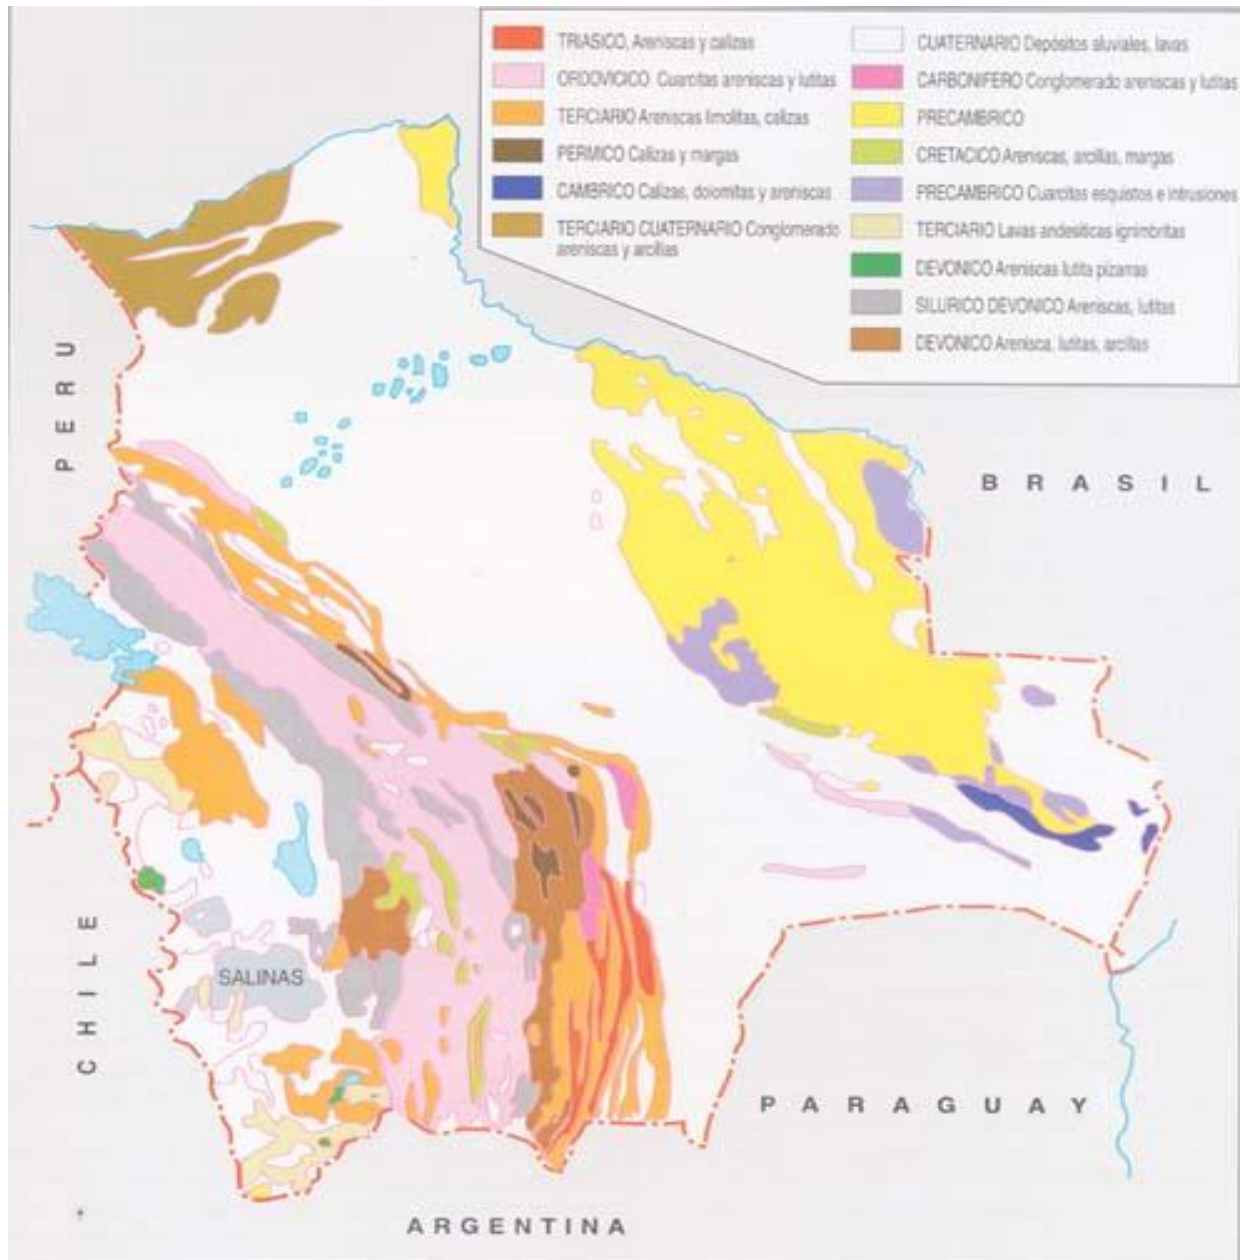 TRIASICO, Areniscas y calizas
ORDOVICICO Cuarcitas areniscas y lutitas
TERCIARIO Areniscas limolitas, calizas
PERMICO Calizas y margas
CAMBRICO Calizas, dolomitas y areniscas
TERCIARIO CUATERNARIO Conglomerado
areniscas y arcillas
CUATERNARIO Depósitos aluviales, lavas
CARBONIFERO Conglomerado areniscas y lutitas
PRECAMBRICO
CRETACICO Areniscas, arcillas, margas
PRECAMBRICO Cuarcitas esquistos e intrusiones
TERCIARIO Lavas andesiticas ignimbritas
DEVONICO Areniscas lutita pizarras
SILURICO DEVONICO Areniscas, lutitas
DEVONICO Arenisca, lutitas, arcillas
PERU
BRASIL
CHILE
SALINAS
PARAGUAY
ARGENTINA